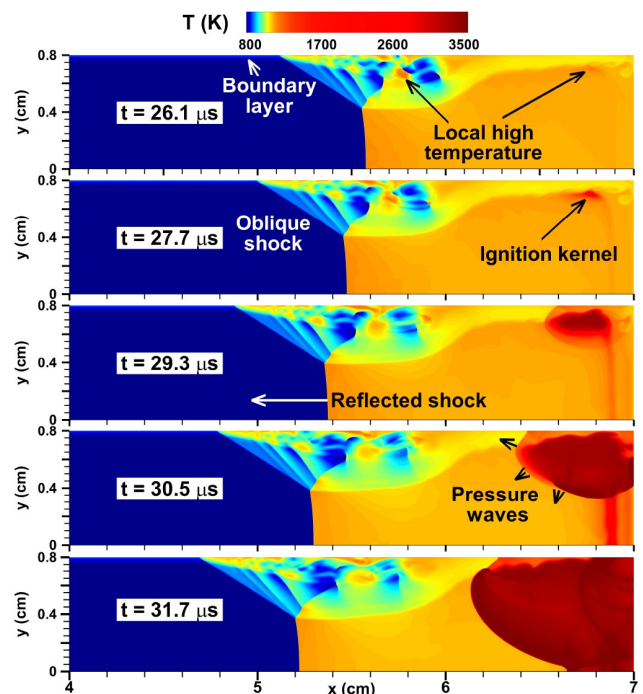 T (K)
800 1700 2600 3500
0.8
y (cm)
0.4
0
Boundary
layer
t = 26.1 μs
Local high
temperature
0.8
y (cm)
0.4
0
t = 27.7 μs
Oblique
shock
Ignition kernel
0.8
y (cm)
0.4
0
t = 29.3 μs
Reflected shock
0.8
y (cm)
0.4
0
t = 30.5 μs
Pressure
waves
0.8
y (cm)
0.4
0
t = 31.7 μs
4 5 6 7
x (cm)